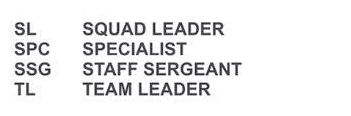 SL SQUAD LEADER
SPC SPECIALIST
SSG STAFF SERGEANT
TL TEAM LEADER